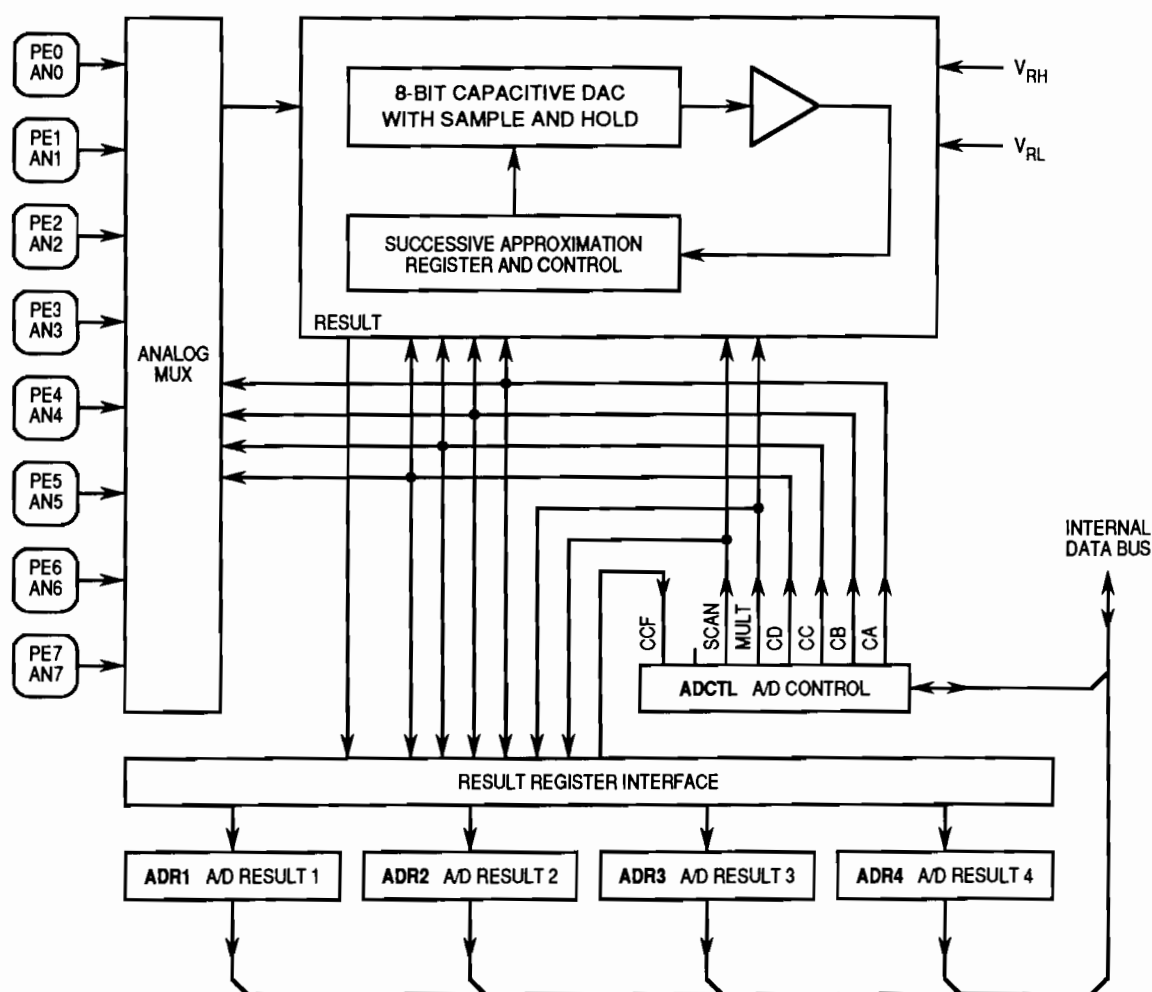 PE0
AN0
PE1
AN1
PE2
AN2
PE3
AN3
PE4
AN4
PE5
AN5
PE6
AN6
PE7
AN7
ANALOG
MUX
8-BIT CAPACITIVE DAC
WITH SAMPLE AND HOLD
SUCCESSIVE APPROXIMATION
REGISTER AND CONTROL
RESULT
VRH
VRL
INTERNAL
DATA BUS
CCF
SCAN
MULT
CD
CC
CB
CA
ADCTL A/D CONTROL
RESULT REGISTER INTERFACE
ADR1 A/D RESULT 1
ADR2 A/D RESULT 2
ADR3 A/D RESULT 3
ADR4 A/D RESULT 4